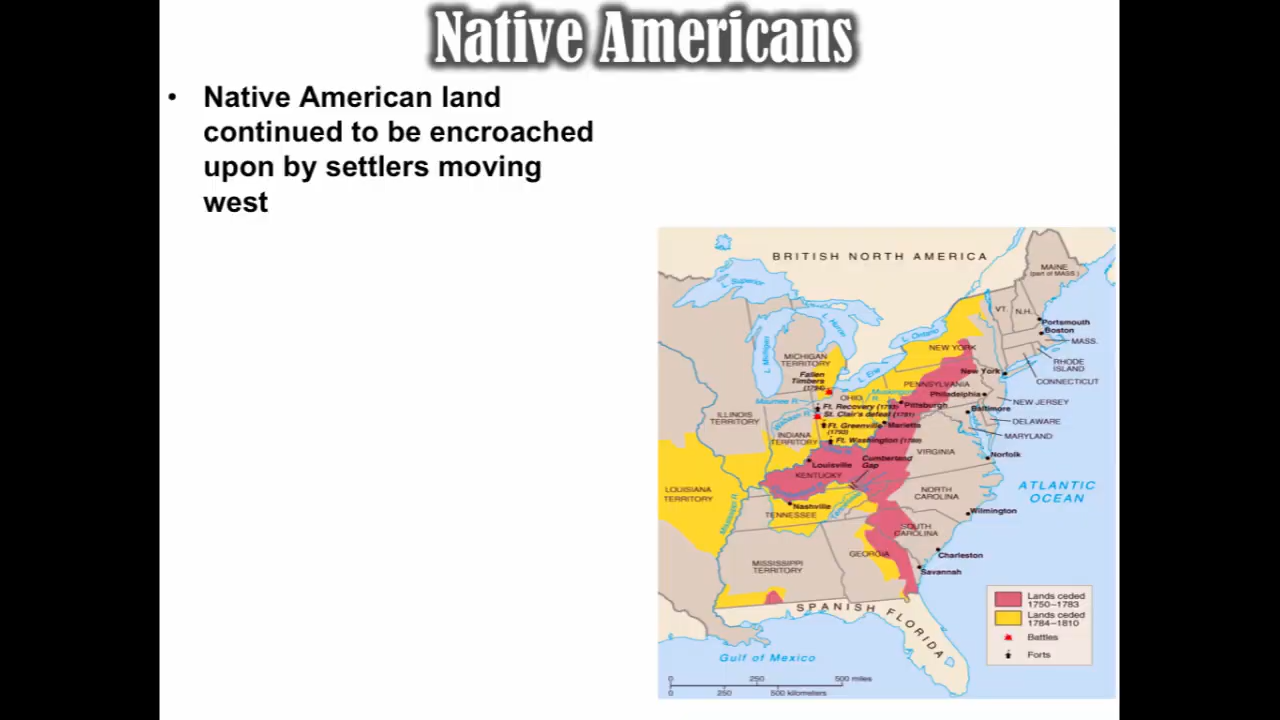 Native Americans
• Native American land
continued to be encroached
upon by settlers moving
west
BRITISH NORTH AMERICA
MAINE
(part of MASS.)
L. Superior
L. Huron
L. Michigan
L. Ontario
L. Erie
VT.
N.H.
Portsmouth
Boston
MASS.
RHODE
ISLAND
CONNECTICUT
NEW YORK
New York
MICHIGAN
TERRITORY
Fallen
Timbers
(1794)
PENNSYLVANIA
Philadelphia
NEW JERSEY
OHIO
Muskingum
R.
Maumee R.
Pittsburgh
Baltimore
DELAWARE
Ft. Recovery (1793)
St. Clair's defeat (1791)
Wabash R.
Ft. Greenville
(1793)
Marietta
MARYLAND
ILLINOIS
TERRITORY
INDIANA
TERRITORY
Ft. Washington (1789)
VIRGINIA
Norfolk
Cumberland
Gap
Louisville
KENTUCKY
LOUISIANA
TERRITORY
NORTH
CAROLINA
ATLANTIC
OCEAN
Mississippi R.
Nashville
TENNESSEE
Wilmington
SOUTH
CAROLINA
GEORGIA
Charleston
MISSISSIPPI
TERRITORY
Savannah
SPANISH FLORIDA
Lands ceded
1750–1783
Lands ceded
1784–1810
Battles
Forts
Gulf of Mexico
0 250 500 miles
0 250 500 kilometers